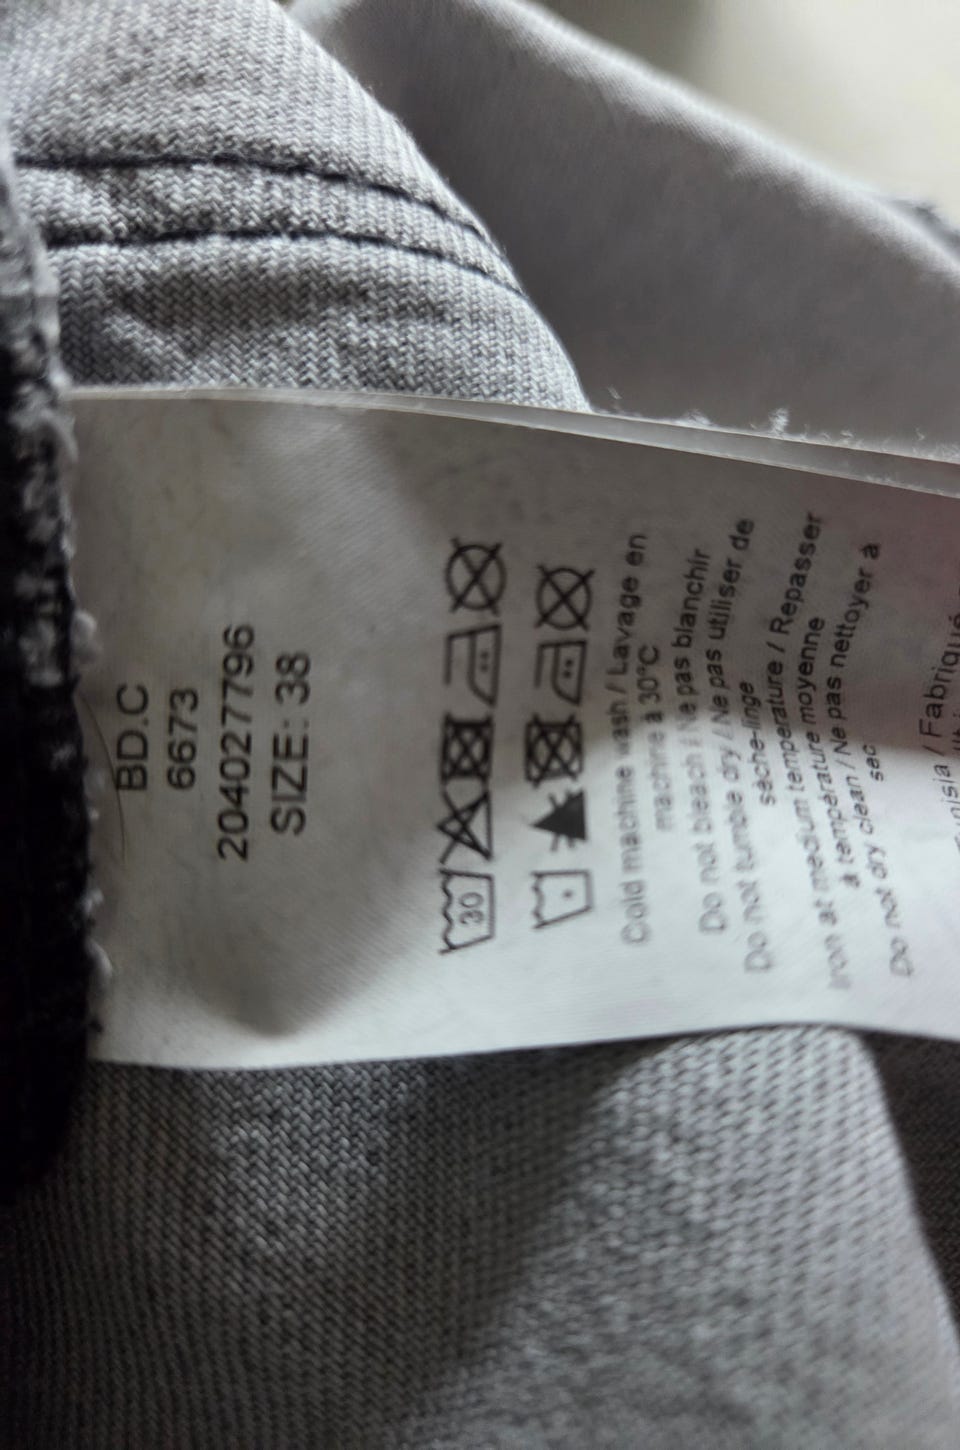 BD.C
6673
2040277796
SIZE: 38
30
Cold machine wash / Lavage en
machine à 30°C
Do not bleach / Ne pas blanchir
Do not tumble dry / Ne pas utiliser de
sèche-linge
Iron at medium temperature / Repasser
à température moyenne
Do not dry clean / Ne pas nettoyer à
sec
/ Fabriqué